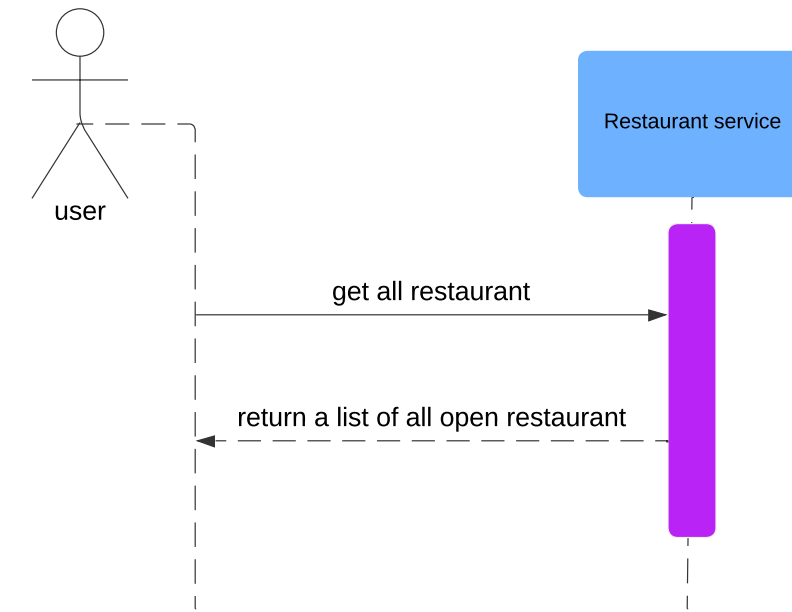 Restaurant service
user
get all restaurant
return a list of all open restaurant